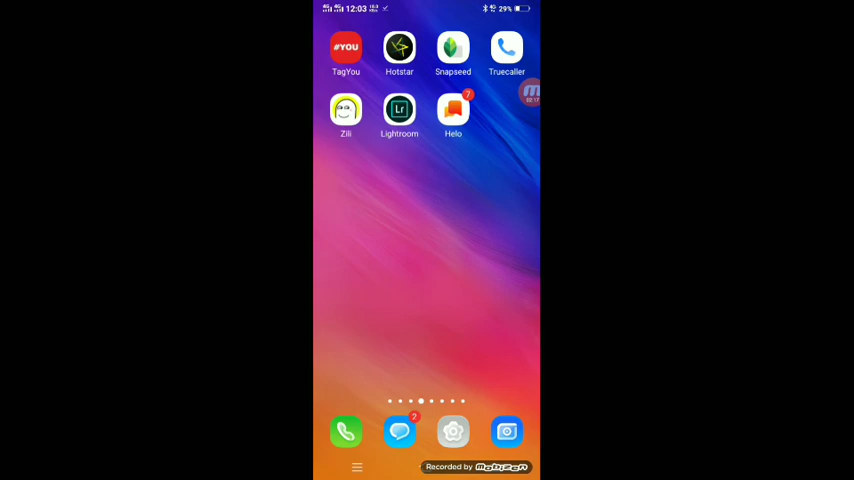 12:03
29%
#YOU
TagYou
Hotstar
Snapseed
Truecaller
Zili
Lr
Lightroom
7
Helo
2
Recorded by mobizen